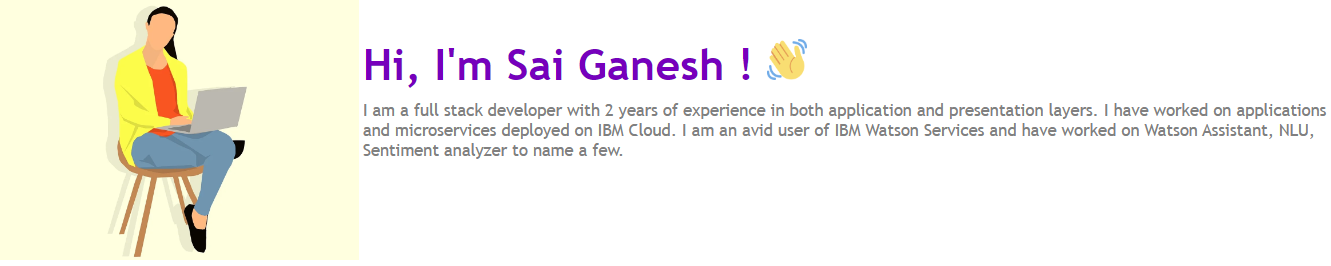 Hi, I'm Sai Ganesh ! 👋
I am a full stack developer with 2 years of experience in both application and presentation layers. I have worked on applications
and microservices deployed on IBM Cloud. I am an avid user of IBM Watson Services and have worked on Watson Assistant, NLU,
Sentiment analyzer to name a few.